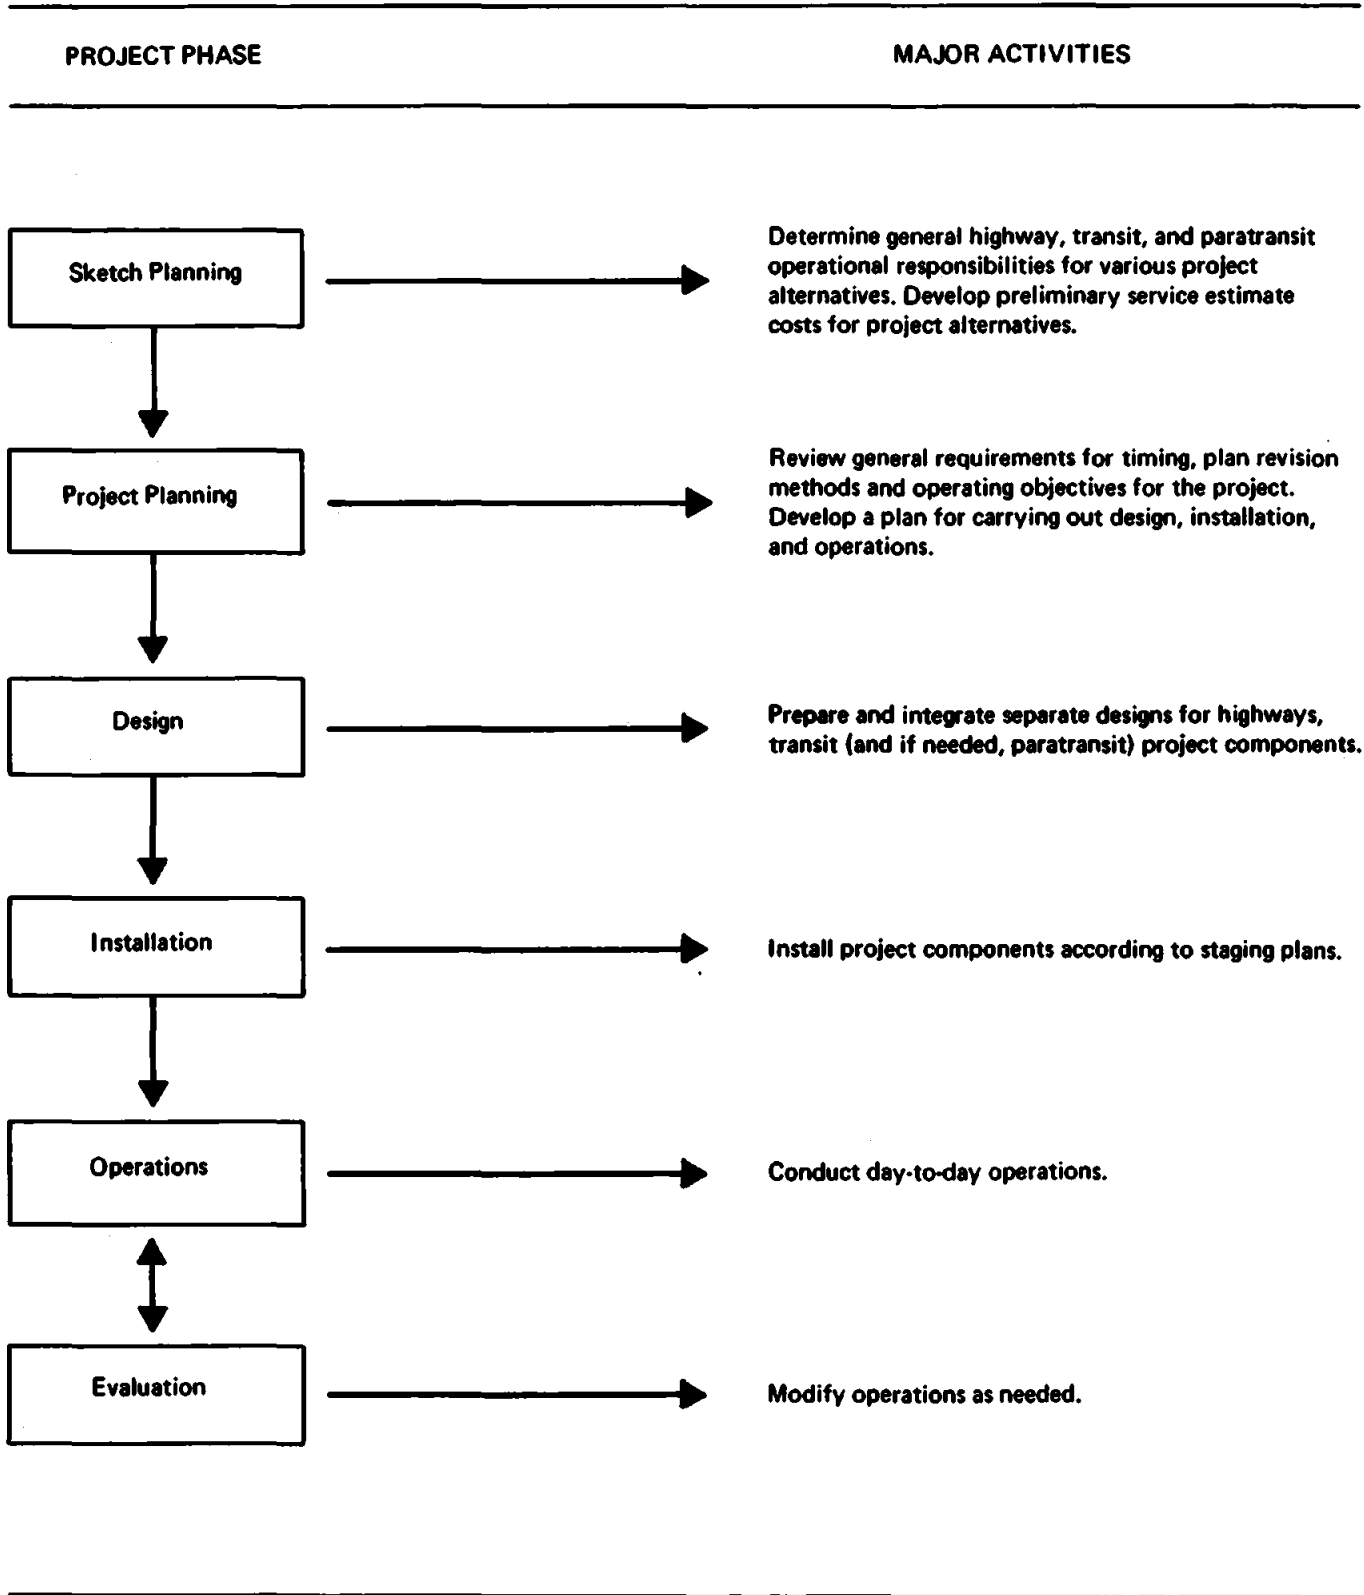 PROJECT PHASE
MAJOR ACTIVITIES
Sketch Planning
Determine general highway, transit, and paratransit
operational responsibilities for various project
alternatives. Develop preliminary service estimate
costs for project alternatives.
Project Planning
Review general requirements for timing, plan revision
methods and operating objectives for the project.
Develop a plan for carrying out design, installation,
and operations.
Design
Prepare and integrate separate designs for highways,
transit (and if needed, paratransit) project components.
Installation
Install project components according to staging plans.
Operations
Conduct day-to-day operations.
Evaluation
Modify operations as needed.